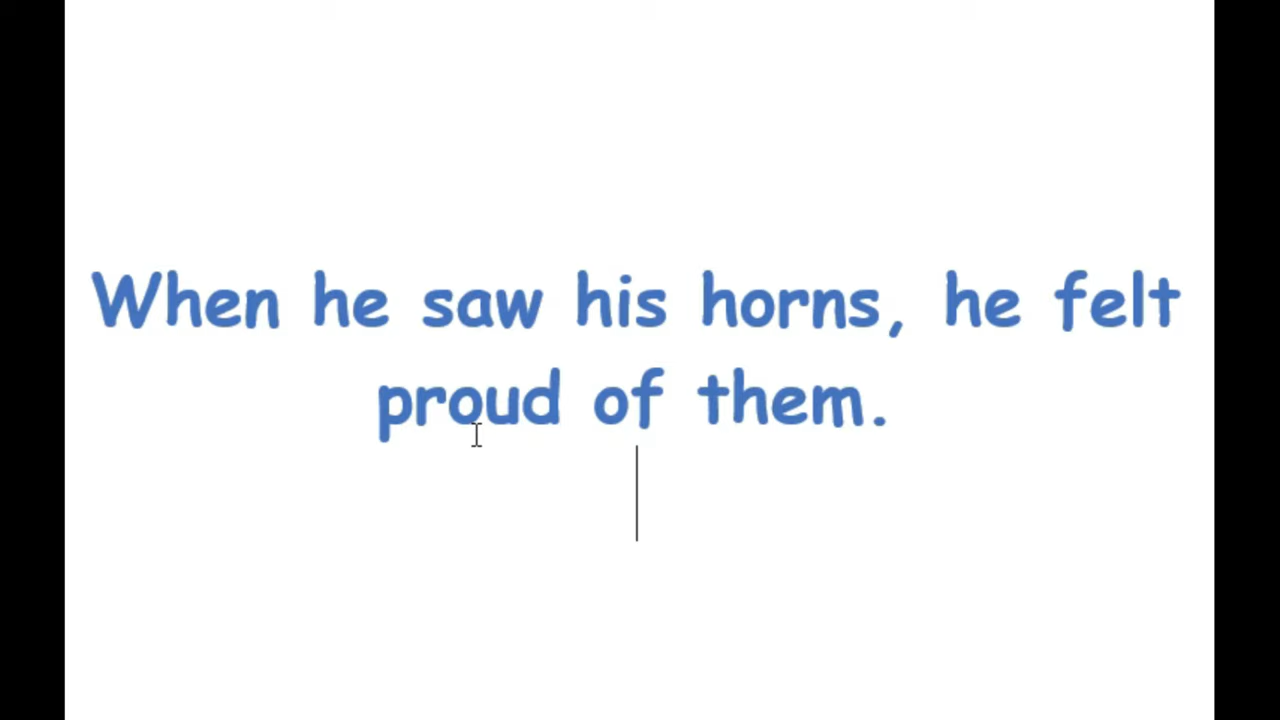 When he saw his horns, he felt
proud of them.